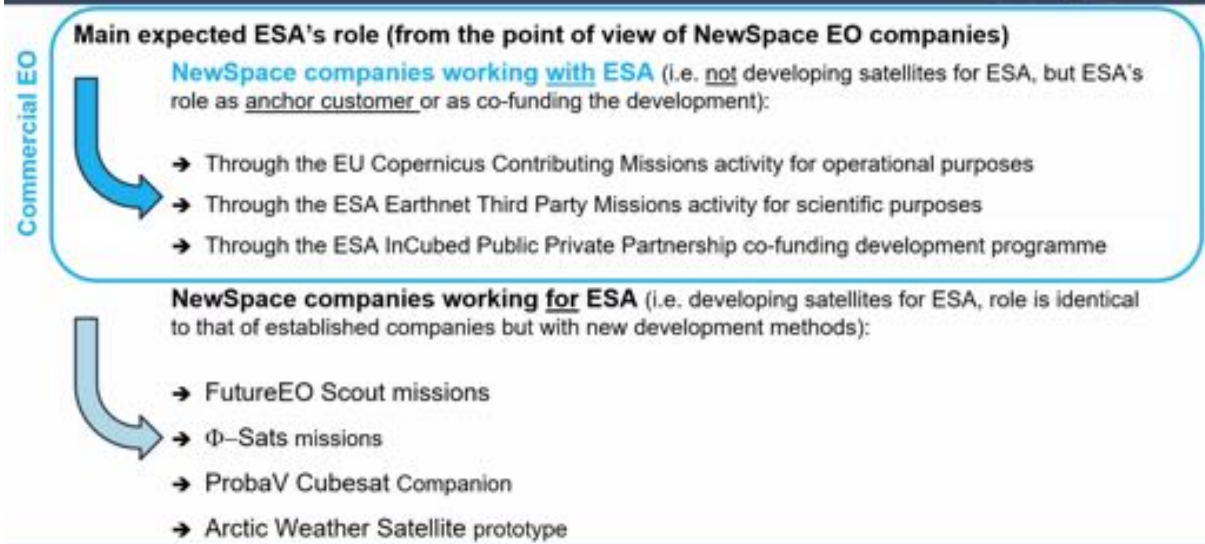 Commercial EO
Main expected ESA's role (from the point of view of NewSpace EO companies)
NewSpace companies working with ESA (i.e. not developing satellites for ESA, but ESA's
role as anchor customer or as co-funding the development):
➔ Through the EU Copernicus Contributing Missions activity for operational purposes
➔ Through the ESA Earthnet Third Party Missions activity for scientific purposes
➔ Through the ESA InCubed Public Private Partnership co-funding development programme
NewSpace companies working for ESA (i.e. developing satellites for ESA, role is identical
to that of established companies but with new development methods):
➔ FutureEO Scout missions
➔ Φ–Sats missions
➔ ProbaV Cubesat Companion
➔ Arctic Weather Satellite prototype